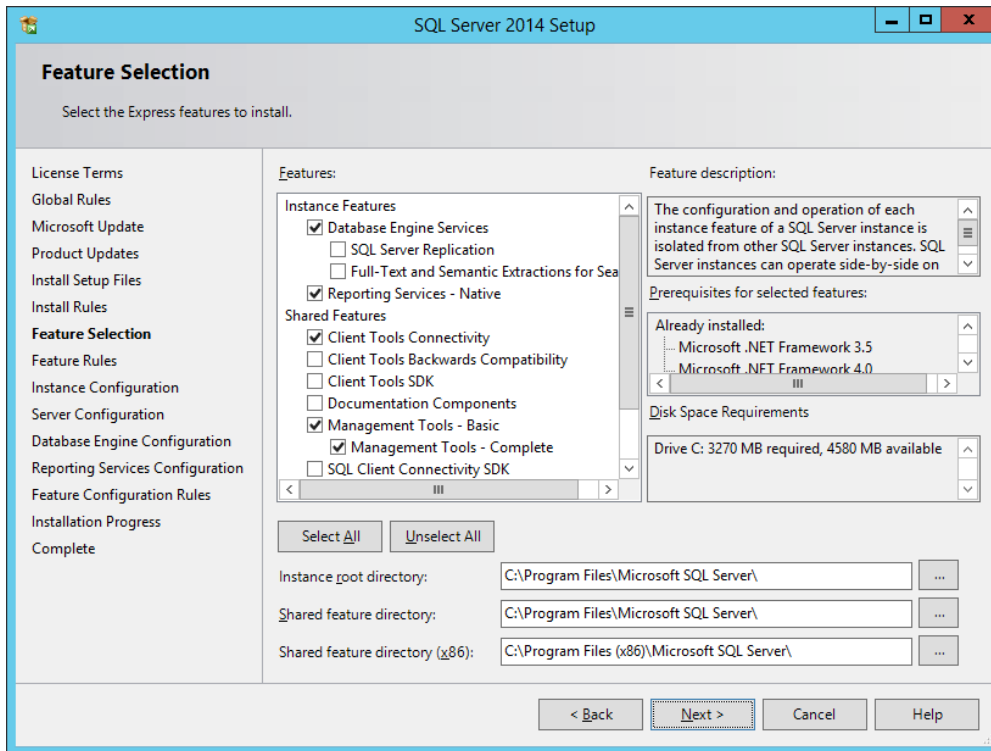 SQL Server 2014 Setup
Feature Selection
Select the Express features to install.
License Terms
Global Rules
Microsoft Update
Product Updates
Install Setup Files
Install Rules
Feature Selection
Feature Rules
Instance Configuration
Server Configuration
Database Engine Configuration
Reporting Services Configuration
Feature Configuration Rules
Installation Progress
Complete
Features:
Instance Features
Database Engine Services
SQL Server Replication
Full-Text and Semantic Extractions for Sea
Reporting Services - Native
Shared Features
Client Tools Connectivity
Client Tools Backwards Compatibility
Client Tools SDK
Documentation Components
Management Tools - Basic
Management Tools - Complete
SQL Client Connectivity SDK
Feature description:
The configuration and operation of each
instance feature of a SQL Server instance is
isolated from other SQL Server instances. SQL
Server instances can operate side-by-side on
Prerequisites for selected features:
Already installed:
Microsoft .NET Framework 3.5
Microsoft .NET Framework 4.0
Disk Space Requirements
Drive C: 3270 MB required, 4580 MB available
Select All
Unselect All
Instance root directory:
C:\Program Files\Microsoft SQL Server\
...
Shared feature directory:
C:\Program Files\Microsoft SQL Server\
...
Shared feature directory (x86):
C:\Program Files (x86)\Microsoft SQL Server\
...
< Back
Next >
Cancel
Help